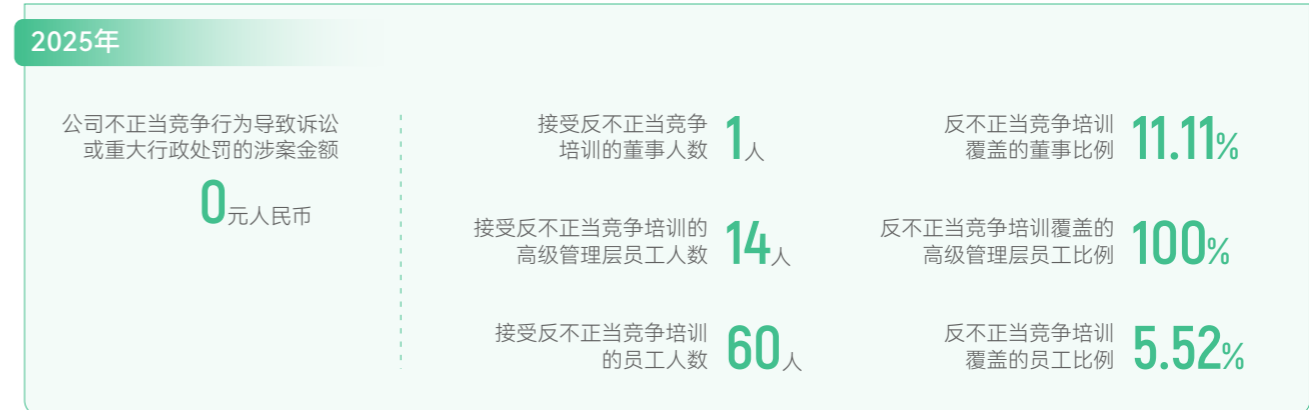 2025年
公司不正当竞争行为导致诉讼
或重大行政处罚的涉案金额
0元人民币
接受反不正当竞争
培训的董事人数
1人
反不正当竞争培训
覆盖的董事比例
11.11%
接受反不正当竞争培训的
高级管理层员工人数
14人
反不正当竞争培训覆盖的
高级管理层员工比例
100%
接受反不正当竞争培训
的员工人数
60人
反不正当竞争培训
覆盖的员工比例
5.52%